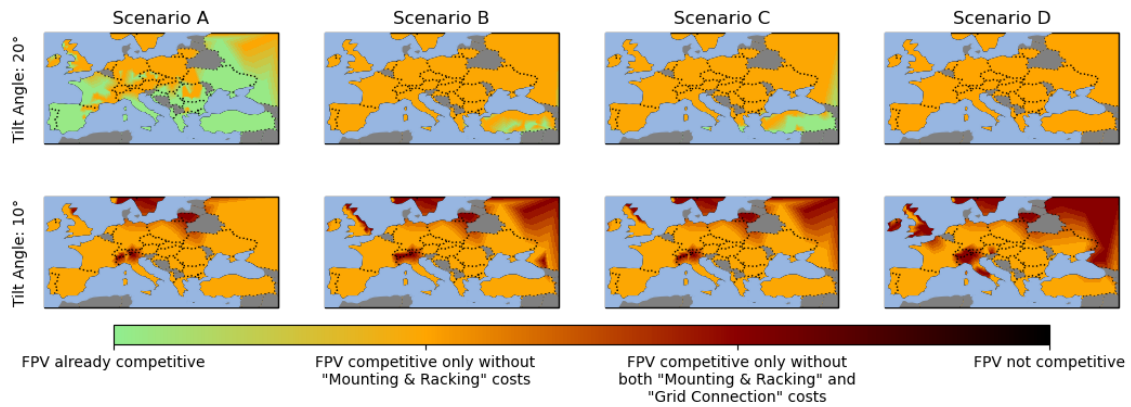 Scenario A
Scenario B
Scenario C
Scenario D
Tilt Angle: 20°
Tilt Angle: 10°
FPV already competitive
FPV competitive only without
"Mounting & Racking" costs
FPV competitive only without
both "Mounting & Racking" and
"Grid Connection" costs
FPV not competitive